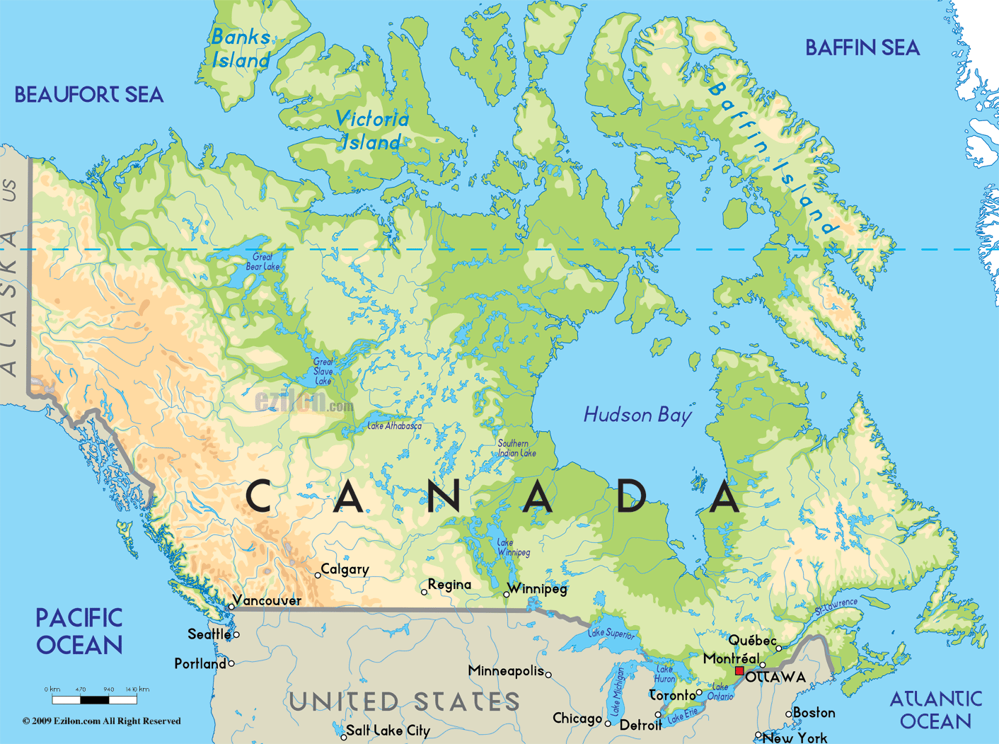 Banks
Island
BAFFIN SEA
BEAUFORT SEA
Baffin Island
Victoria
Island
ALASKA US
Great
Bear Lake
Great
Slave
Lake
ezilon.com
Hudson Bay
Lake Athabasca
Southern
Indian Lake
CANADA
Lake
Winnipeg
Calgary
Regina
Winnipeg
Vancouver
St-Lawrence
PACIFIC
OCEAN
Seattle
Lake Superior
Québec
Portland
Montréal
Minneapolis
Lake
Huron
OTTAWA
Lake Michigan
Toronto
Lake
Ontario
0 km 470 940 1410 km
UNITED STATES
ATLANTIC
OCEAN
Chicago
Detroit
Lake Erie
Boston
© 2009 Ezilon.com All Right Reserved
Salt Lake City
New York